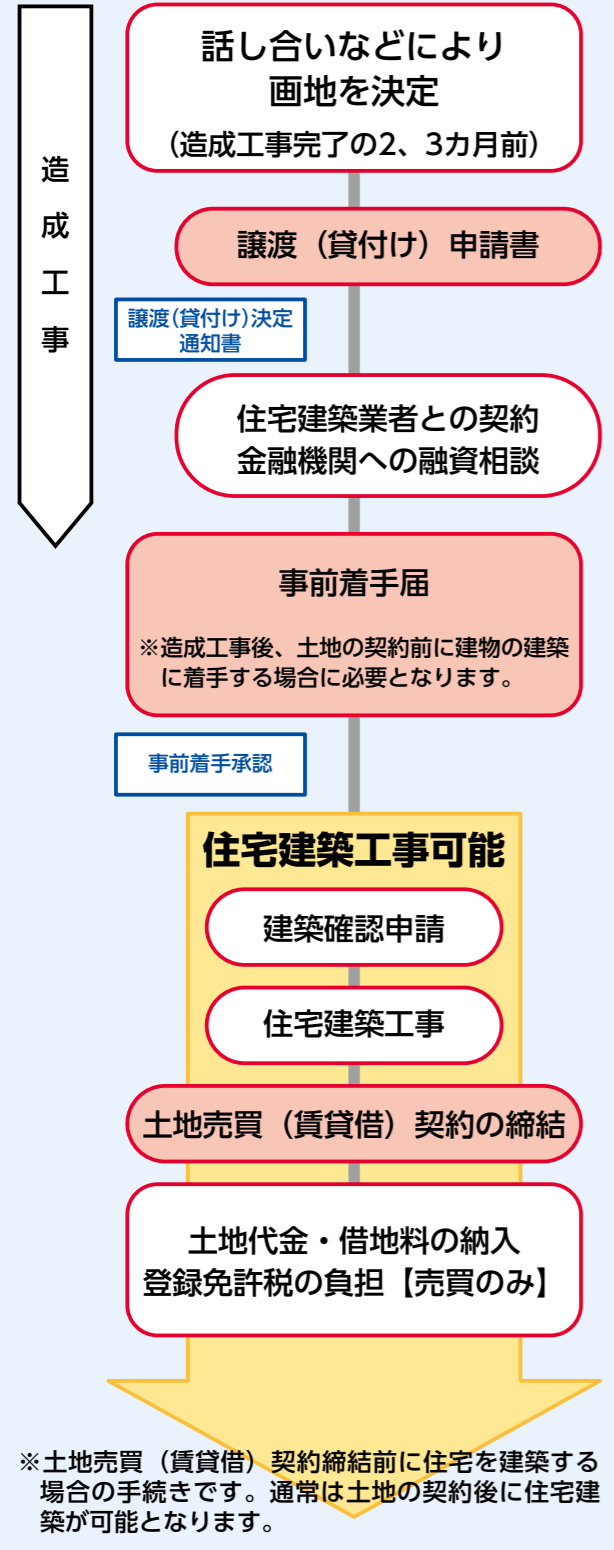 話し合いなどにより
画地を決定
(造成工事完了の2、3カ月前)
造成工事
譲渡（貸付け）申請書
譲渡(貸付け)決定
通知書
住宅建築業者との契約
金融機関への融資相談
事前着手届
※造成工事後、土地の契約前に建物の建築
に着手する場合に必要となります。
事前着手承認
住宅建築工事可能
建築確認申請
住宅建築工事
土地売買（賃貸借）契約の締結
土地代金・借地料の納入
登録免許税の負担【売買のみ】
※土地売買（賃貸借）契約締結前に住宅を建築する
場合の手続きです。通常は土地の契約後に住宅建
築が可能となります。